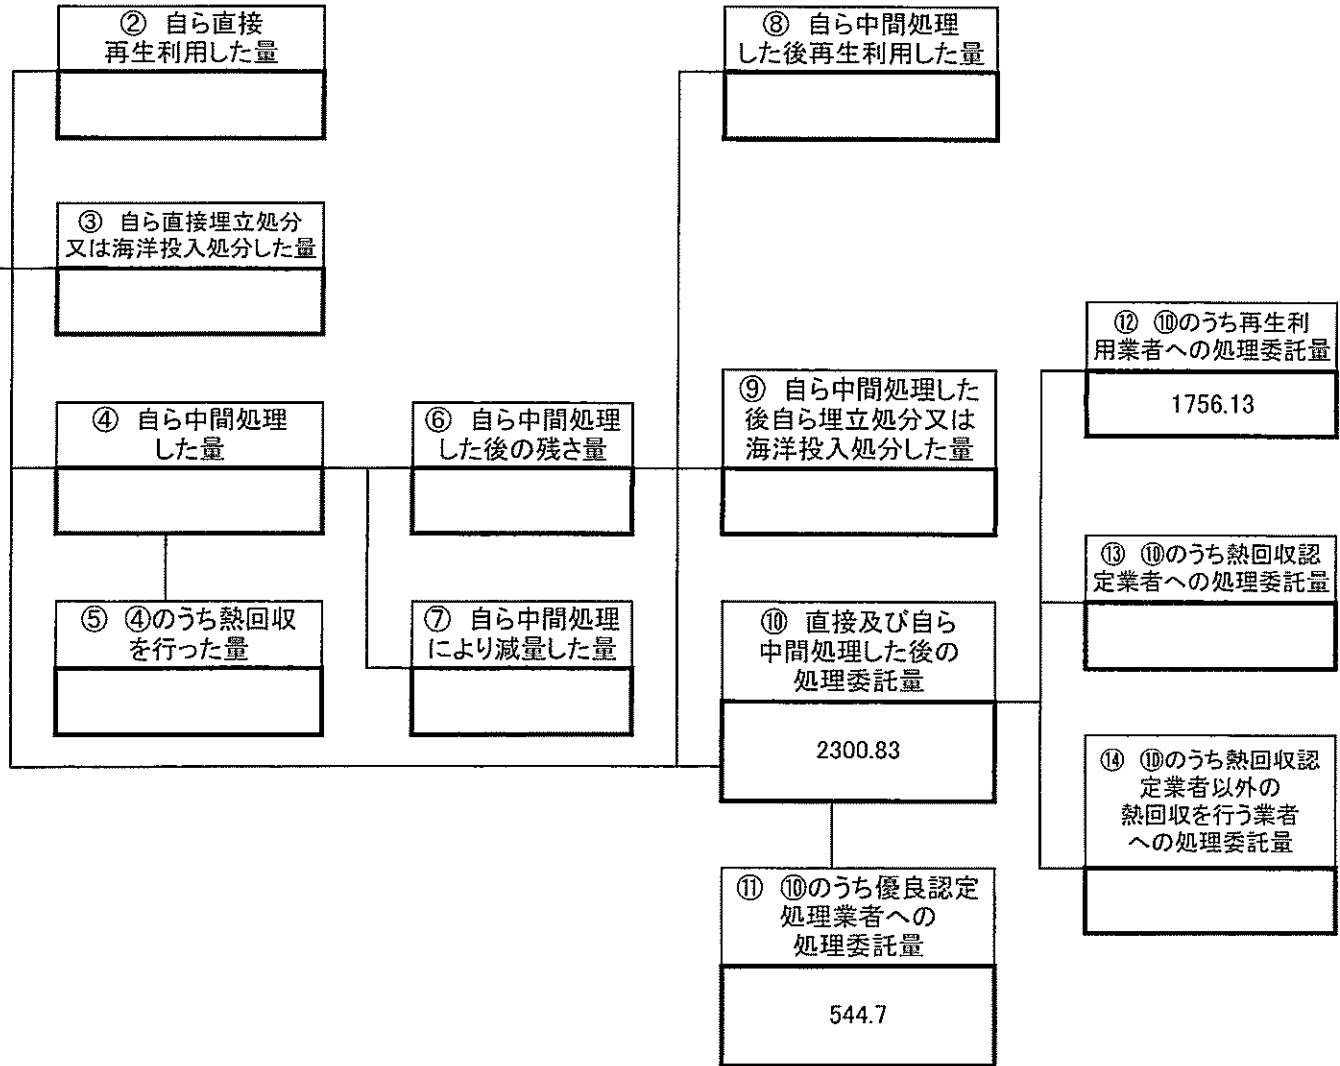 ② 自ら直接
再生利用した量
⑧ 自ら中間処理
した後再生利用した量
③ 自ら直接埋立処分
又は海洋投入処分した量
④ 自ら中間処理
した量
⑥ 自ら中間処理
した後の残さ量
⑨ 自ら中間処理した
後自ら埋立処分又は
海洋投入処分した量
⑫ ⑩のうち再生利
用業者への処理委託量
1756.13
⑤ ④のうち熱回収
を行った量
⑦ 自ら中間処理
により減量した量
⑩ 直接及び自ら
中間処理した後の
処理委託量
2300.83
⑬ ⑩のうち熱回収認
定業者への処理委託量
⑭ ⑩のうち熱回収認
定業者以外の
熱回収を行う業者
への処理委託量
⑪ ⑩のうち優良認定
処理業者への
処理委託量
544.7